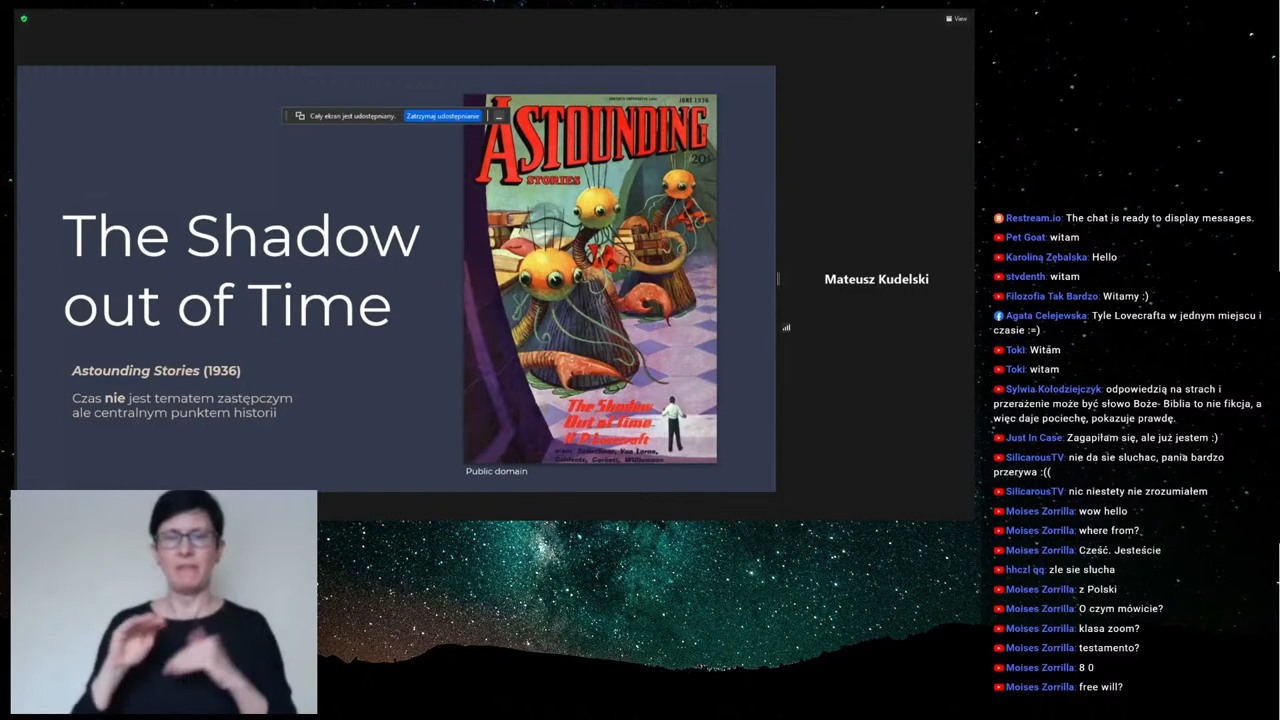 View
Cały ekran jest udostępniany.
Zatrzymaj udostępnianie
JUNE 1936
ASTOUNDING
20¢
STORIES
The Shadow
out of Time
Astounding Stories (1936)
Czas nie jest tematem zastępczym
ale centralnym punktem historii
The Shadow
Out of Time
H P Lovecraft
Public domain
Mateusz Kudelski
Restream.io: The chat is ready to display messages.
Pet Goat: witam
Karolina Zębalska: Hello
stvdenth: witam
Filozofia Tak Bardzo: Witamy :)
Agata Celejewska: Tyle Lovecrafta w jednym miejscu i
czasie :=)
Toki: Witam
Toki: witam
Sylwia Kołodziejczyk: odpowiedzią na strach i
przerażenie może być słowo Boże- Biblia to nie fikcja, a
więc daje pociechę, pokazuje prawdę.
Just In Case: Zagapiłam się, ale już jestem :)
SilicarousTV: nie da sie sluchac, pania bardzo
przerywa :((
SilicarousTV: nic niestety nie zrozumiałem
Moises Zorrilla: wow hello
Moises Zorrilla: where from?
Moises Zorrilla: Cześć. Jesteście
hhczl qq: zle sie slucha
Moises Zorrilla: z Polski
Moises Zorrilla: O czym mówicie?
Moises Zorrilla: klasa zoom?
Moises Zorrilla: testamento?
Moises Zorrilla: 8 0
Moises Zorrilla: free will?